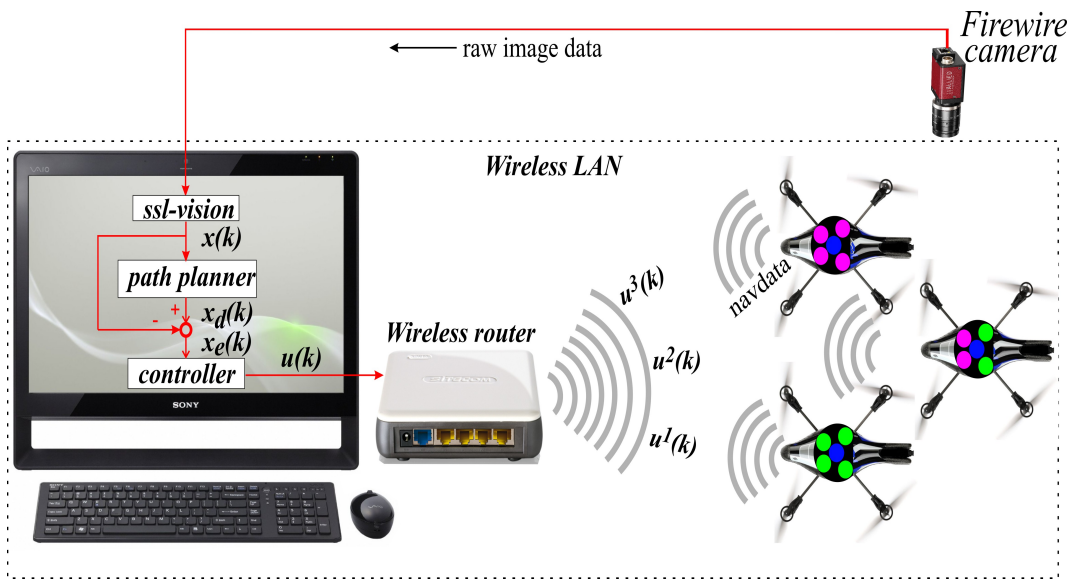 Firewire
camera
raw image data
Wireless LAN
VAIO
ssl-vision
x(k)
path planner
+
-
x_d(k)
x_e(k)
controller
u(k)
SONY
Wireless router
u^3(k)
u^2(k)
u^1(k)
navdata